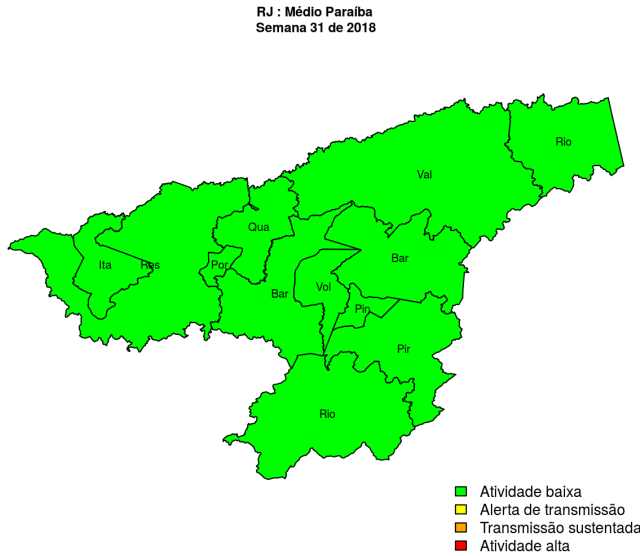 RJ : Médio Paraíba
Semana 31 de 2018
Rio
Val
Qua
Ita
Res
Por
Bar
Vol
Bar
Pin
Pir
Rio
Atividade baixa
Alerta de transmissão
Transmissão sustentada
Atividade alta